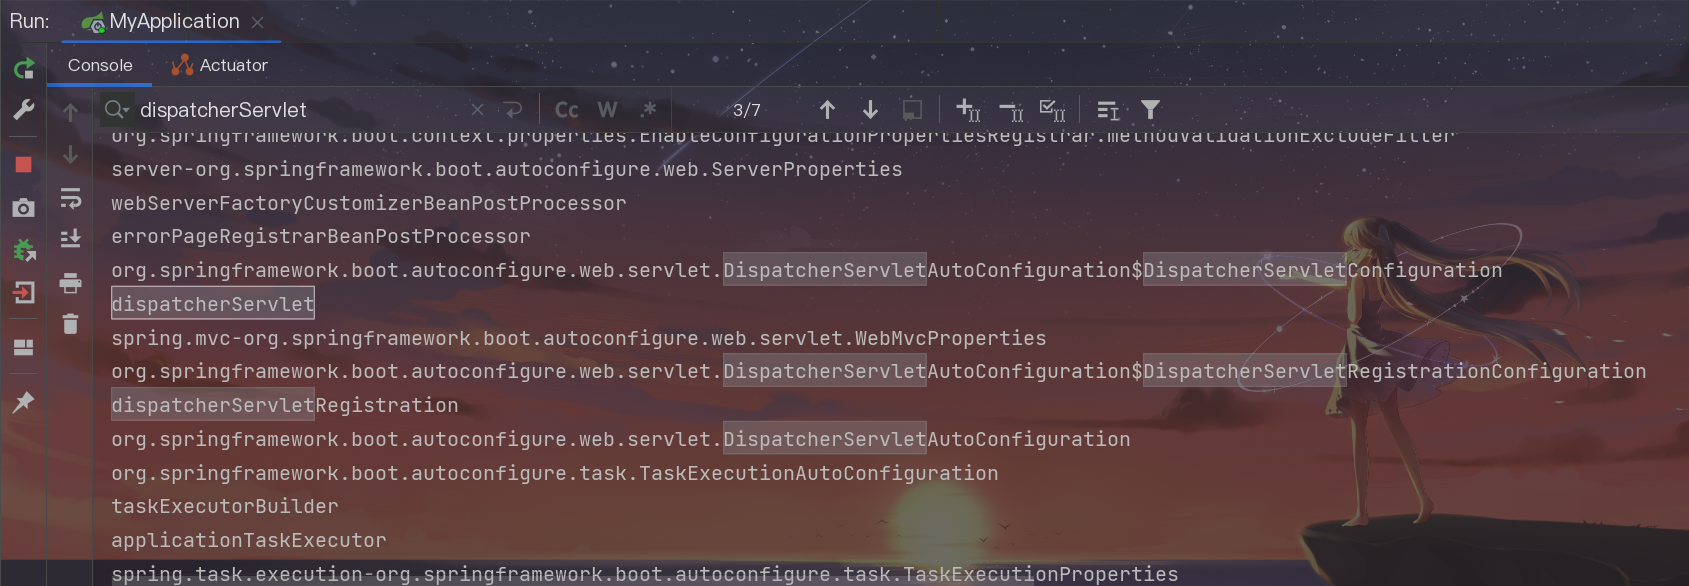 Run: MyApplication
Console Actuator
dispatcherServlet Cc W .* 3/7
org.springframework.boot.context.properties.EnableConfigurationPropertiesRegistrar.methodValidationExcludeFilter
server-org.springframework.boot.autoconfigure.web.ServerProperties
webServerFactoryCustomizerBeanPostProcessor
errorPageRegistrarBeanPostProcessor
org.springframework.boot.autoconfigure.web.servlet.DispatcherServletAutoConfiguration$DispatcherServletConfiguration
dispatcherServlet
spring.mvc-org.springframework.boot.autoconfigure.web.servlet.WebMvcProperties
org.springframework.boot.autoconfigure.web.servlet.DispatcherServletAutoConfiguration$DispatcherServletRegistrationConfiguration
dispatcherServletRegistration
org.springframework.boot.autoconfigure.web.servlet.DispatcherServletAutoConfiguration
org.springframework.boot.autoconfigure.task.TaskExecutionAutoConfiguration
taskExecutorBuilder
applicationTaskExecutor
spring.task.execution-org.springframework.boot.autoconfigure.task.TaskExecutionProperties